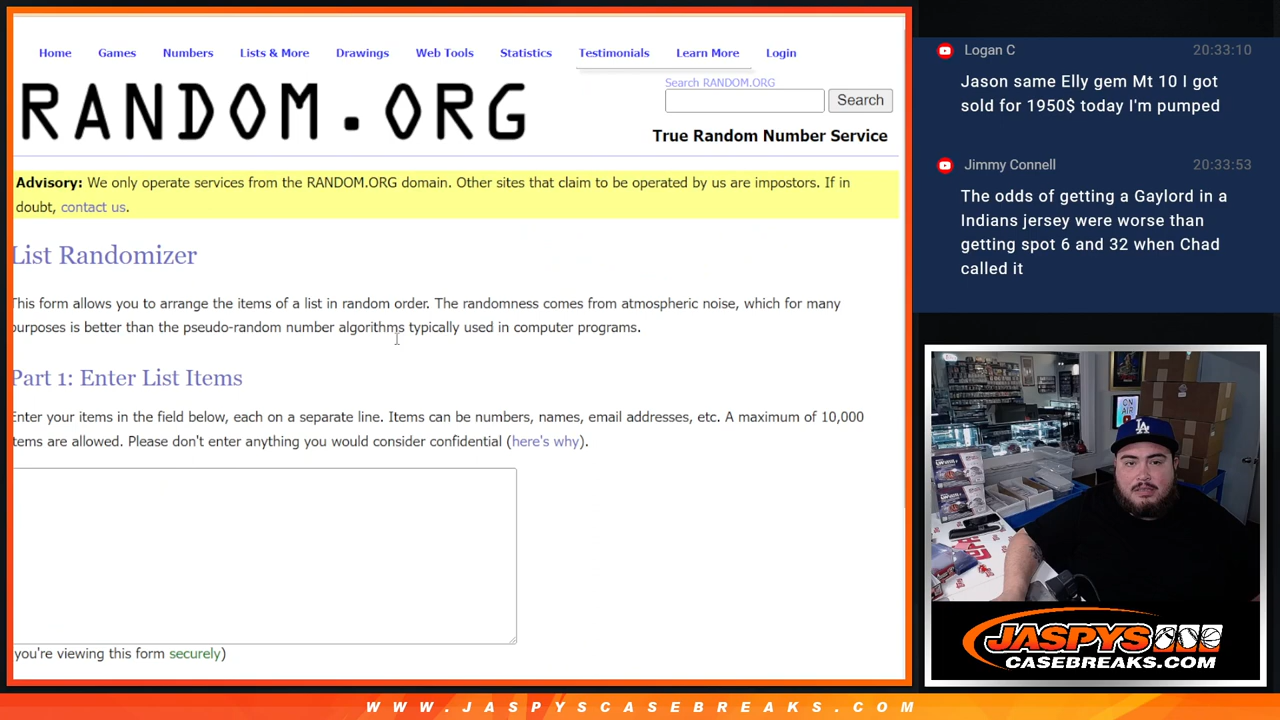 Home Games Numbers Lists & More Drawings Web Tools Statistics Testimonials Learn More Login
RANDOM.ORG
Search RANDOM.ORG
Search
True Random Number Service
Advisory: We only operate services from the RANDOM.ORG domain. Other sites that claim to be operated by us are impostors. If in
doubt, contact us.
List Randomizer
This form allows you to arrange the items of a list in random order. The randomness comes from atmospheric noise, which for many
purposes is better than the pseudo-random number algorithms typically used in computer programs.
Part 1: Enter List Items
Enter your items in the field below, each on a separate line. Items can be numbers, names, email addresses, etc. A maximum of 10,000
items are allowed. Please don't enter anything you would consider confidential (here's why).
you're viewing this form securely)
Logan C 20:33:10
Jason same Elly gem Mt 10 I got
sold for 1950$ today I'm pumped
Jimmy Connell 20:33:53
The odds of getting a Gaylord in a
Indians jersey were worse than
getting spot 6 and 32 when Chad
called it
ON
AIR
LA
JASPYS
CASEBREAKS.COM
WWW.JASPYSCASEBREAKS.COM